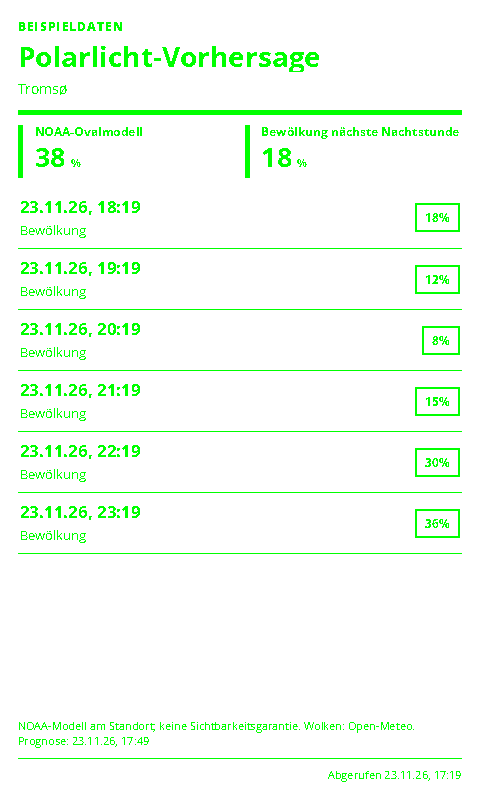 BEISPIELDATEN
Polarlicht-Vorhersage
Tromsø
NOAA-Ovalmodell
38 %
Bewölkung nächste Nachtstunde
18 %
23.11.26, 18:19
Bewölkung
18%
23.11.26, 19:19
Bewölkung
12%
23.11.26, 20:19
Bewölkung
8%
23.11.26, 21:19
Bewölkung
15%
23.11.26, 22:19
Bewölkung
30%
23.11.26, 23:19
Bewölkung
36%
NOAA-Modell am Standort; keine Sichtbarkeitsgarantie. Wolken: Open-Meteo.
Prognose: 23.11.26, 17:49
Abgerufen 23.11.26, 17:19